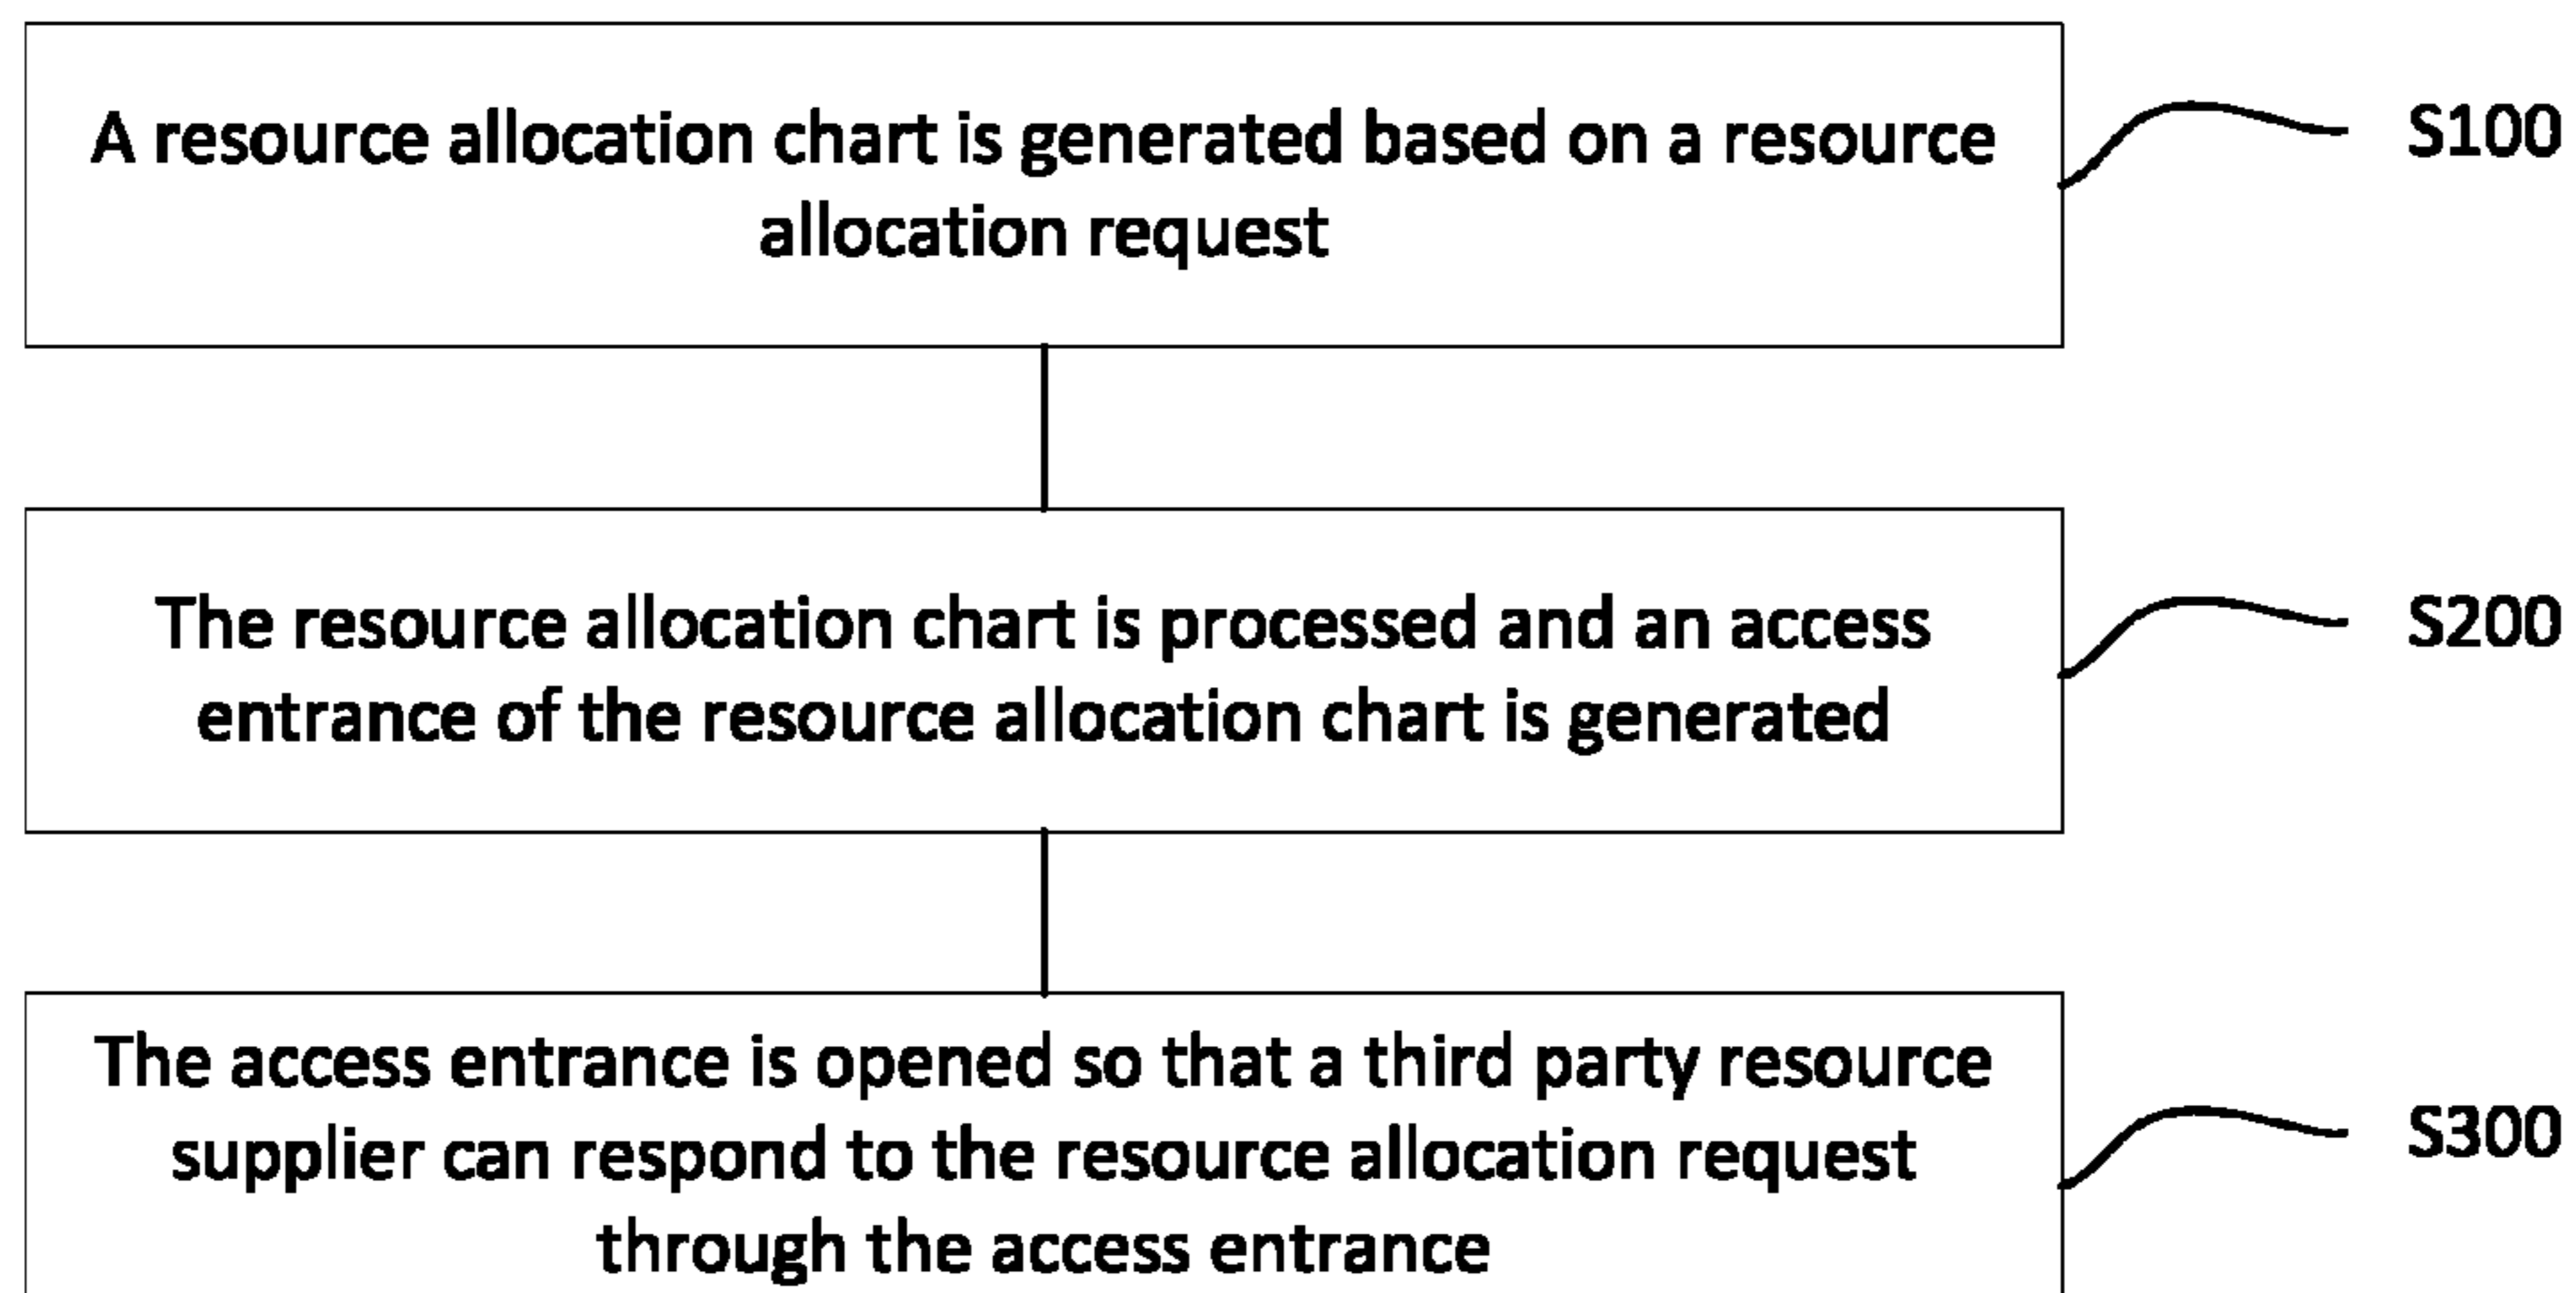 A resource allocation chart is generated based on a resource
allocation request
S100
The resource allocation chart is processed and an access
entrance of the resource allocation chart is generated
S200
The access entrance is opened so that a third party resource
supplier can respond to the resource allocation request
through the access entrance
S300